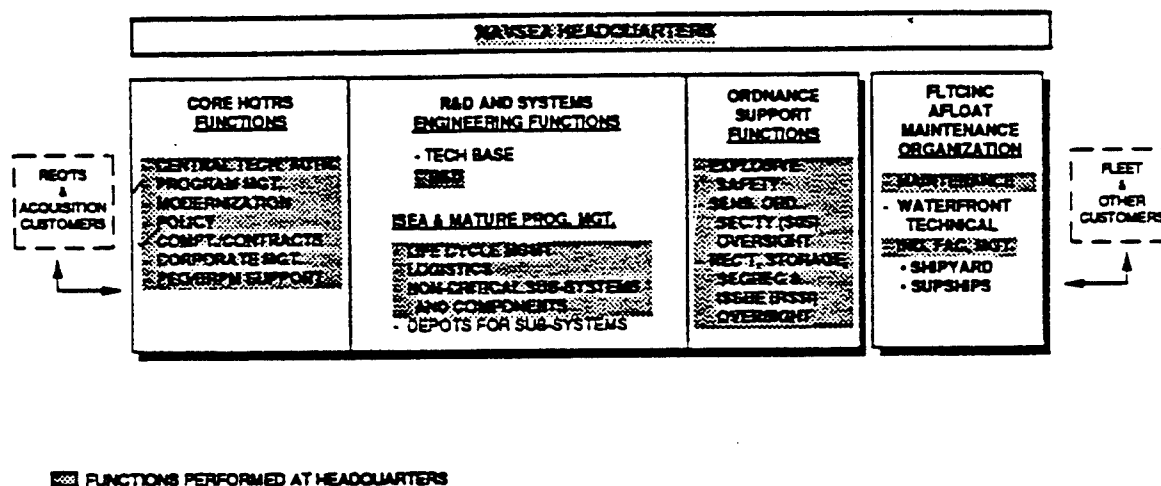 NAVSEA HEADQUARTERS
CORE HQTRS
FUNCTIONS
CENTRAL TECH. AUTH.
PROGRAM MGT.
MODERNIZATION
POLICY
COMPT./CONTRACTS
CORPORATE MGT.
PEO/DRPM SUPPORT
R&D AND SYSTEMS
ENGINEERING FUNCTIONS
- TECH BASE
ISEA & MATURE PROG. MGT.
LIFE CYCLE MGMT.
LOGISTICS
NON-CRITICAL SUB-SYSTEMS
AND COMPONENTS
- DEPOTS FOR SUB-SYSTEMS
ORDNANCE
SUPPORT
FUNCTIONS
EXPLOSIVE
SAFETY
SENS. ORD.
SECTY. (SIS)
OVERSIGHT
RECT., STORAGE,
SEGREG &
ISSUE (RSSI)
OVERSIGHT
FLTCINC
AFLOAT
MAINTENANCE
ORGANIZATION
MAINTENANCE
- WATERFRONT
TECHNICAL
FAC. MGT.
• SHIPYARD
• SUPSHIPS
REQ'TS
&
ACQUISITION
CUSTOMERS
FLEET
&
OTHER
CUSTOMERS
FUNCTIONS PERFORMED AT HEADQUARTERS